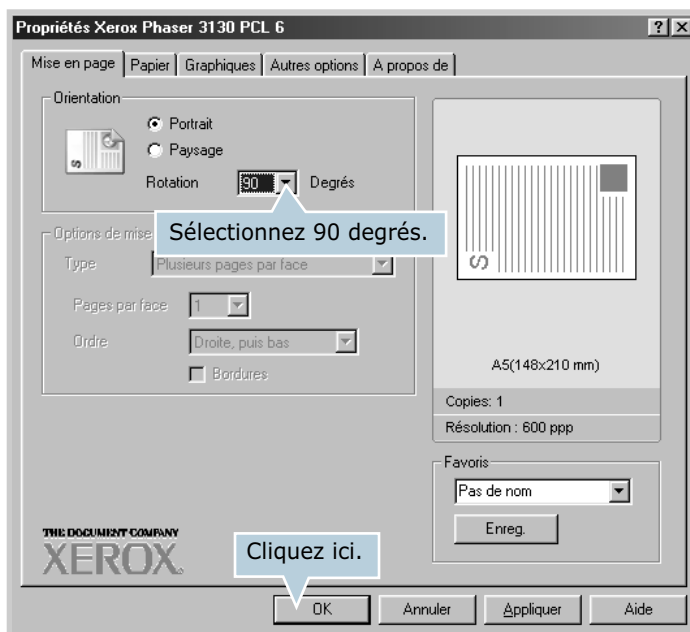 Propriétés Xerox Phaser 3130 PCL 6
Mise en page Papier Graphiques Autres options A propos de
Orientation
Portrait
Paysage
Rotation 90 Degrés
Sélectionnez 90 degrés.
Options de mise
Type Plusieurs pages par face
Pages par face 1
Ordre Droite, puis bas
Bordures
S
S
A5(148x210 mm)
Copies: 1
Résolution : 600 ppp
Favoris
Pas de nom
Enreg.
THE DOCUMENT COMPANY
XEROX.
Cliquez ici.
OK Annuler Appliquer Aide